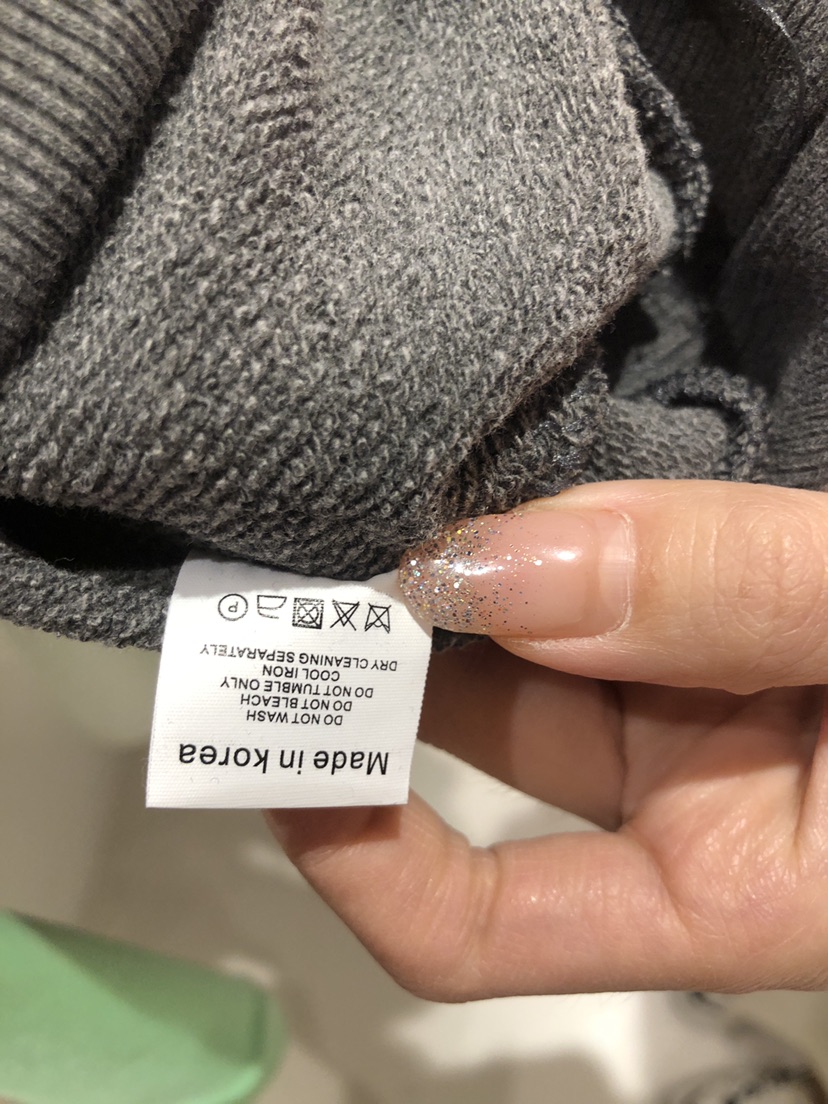 Made in korea
DO NOT WASH
DO NOT BLEACH
DO NOT TUMBLE ONLY
COOL IRON
DRY CLEANING SEPARATELY
P